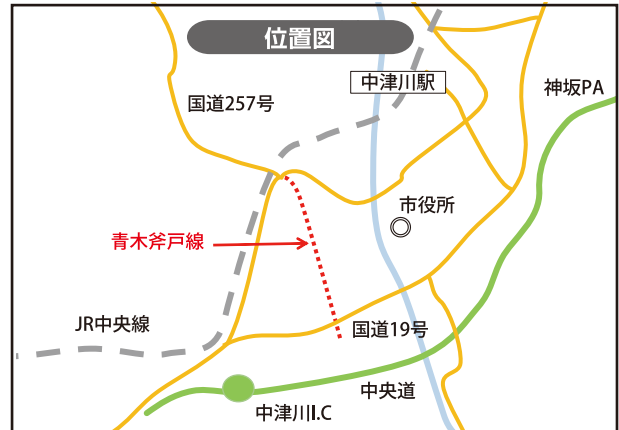 位置図
中津川駅
神坂PA
国道257号
市役所
青木斧戸線
JR中央線
国道19号
中央道
中津川I.C